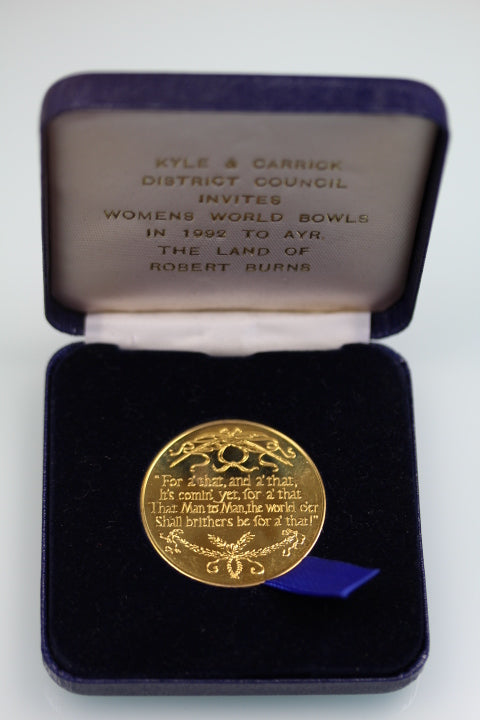 KYLE & CARRICK
DISTRICT COUNCIL
INVITES
WOMENS WORLD BOWLS
IN 1992 TO AYR.
THE LAND OF
ROBERT BURNS
"For a' that, and a' that,
It's comin' yet, for a' that
That Man to Man, the world o'er
Shall brithers be for a' that!"